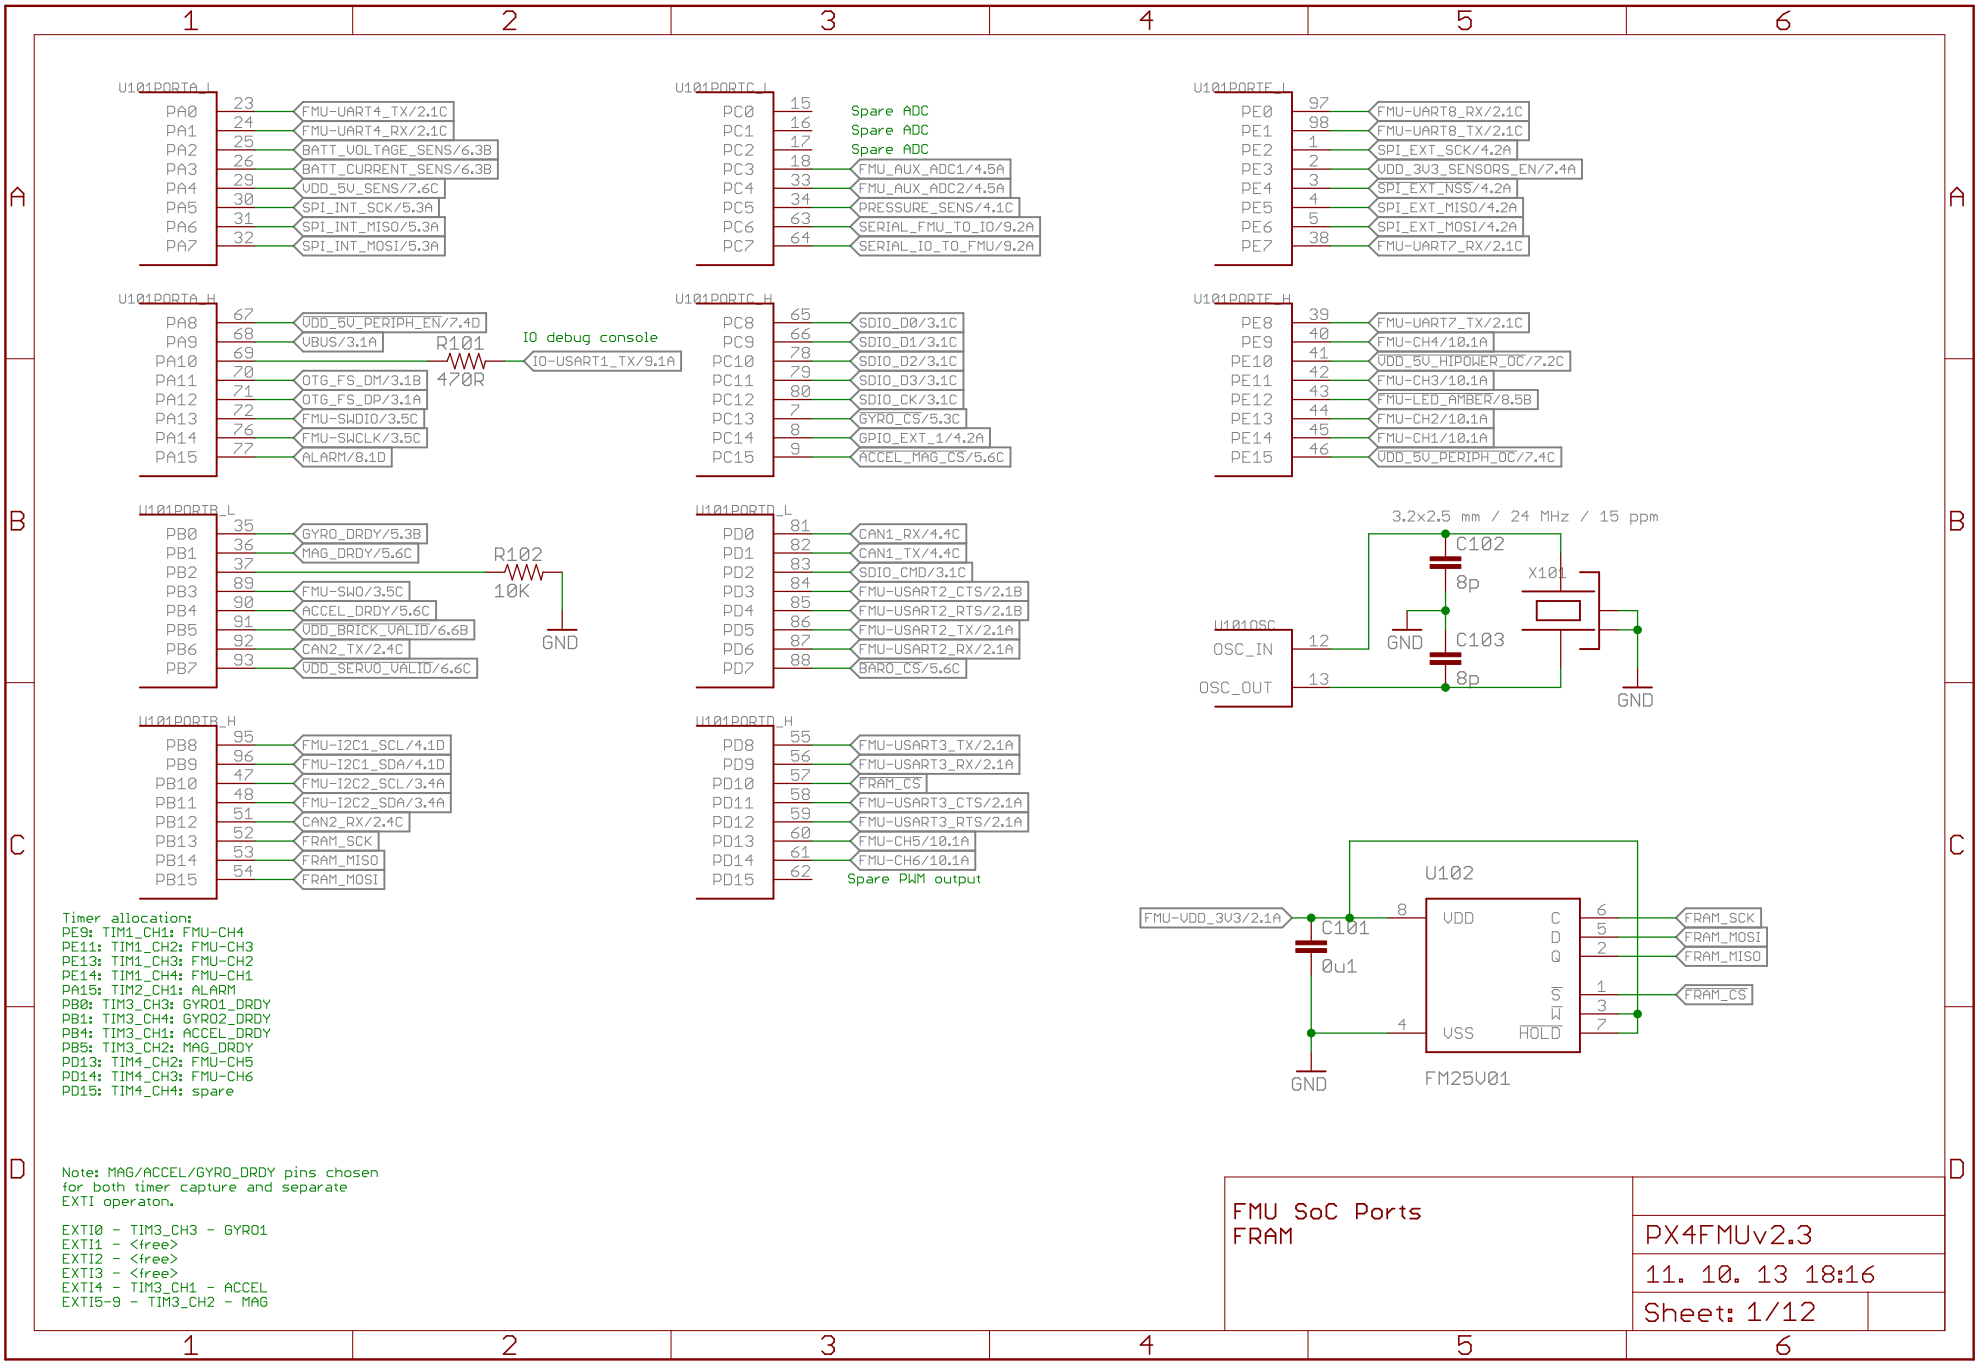 1 2 3 4 5 6
A
B
C
D
U101PORTA_L
PA0 23 FMU-UART4_TX/2.1C
PA1 24 FMU-UART4_RX/2.1C
PA2 25 BATT_VOLTAGE_SENS/6.3B
PA3 26 BATT_CURRENT_SENS/6.3B
PA4 29 VDD_5V_SENS/7.6C
PA5 30 SPI_INT_SCK/5.3A
PA6 31 SPI_INT_MISO/5.3A
PA7 32 SPI_INT_MOSI/5.3A
U101PORTA_H
PA8 67 VDD_5V_PERIPH_EN/7.4D
PA9 68 VBUS/3.1A
PA10 69 R101 470R IO-USART1_TX/9.1A
IO debug console
PA11 70 OTG_FS_DM/3.1B
PA12 71 OTG_FS_DP/3.1A
PA13 72 FMU-SWDIO/3.5C
PA14 76 FMU-SWCLK/3.5C
PA15 77 ALARM/8.1D
U101PORTB_L
PB0 35 GYRO_DRDY/5.3B
PB1 36 MAG_DRDY/5.6C
PB2 37 R102 10K GND
PB3 89 FMU-SWO/3.5C
PB4 90 ACCEL_DRDY/5.6C
PB5 91 VDD_BRICK_VALID/6.6B
PB6 92 CAN2_TX/2.4C
PB7 93 VDD_SERVO_VALID/6.6C
U101PORTB_H
PB8 95 FMU-I2C1_SCL/4.1D
PB9 96 FMU-I2C1_SDA/4.1D
PB10 47 FMU-I2C2_SCL/3.4A
PB11 48 FMU-I2C2_SDA/3.4A
PB12 51 CAN2_RX/2.4C
PB13 52 FRAM_SCK
PB14 53 FRAM_MISO
PB15 54 FRAM_MOSI
Timer allocation:
PE9: TIM1_CH1: FMU-CH4
PE11: TIM1_CH2: FMU-CH3
PE13: TIM1_CH3: FMU-CH2
PE14: TIM1_CH4: FMU-CH1
PA15: TIM2_CH1: ALARM
PB0: TIM3_CH3: GYRO1_DRDY
PB1: TIM3_CH4: GYRO2_DRDY
PB4: TIM3_CH1: ACCEL_DRDY
PB5: TIM3_CH2: MAG_DRDY
PD13: TIM4_CH2: FMU-CH5
PD14: TIM4_CH3: FMU-CH6
PD15: TIM4_CH4: spare
Note: MAG/ACCEL/GYRO_DRDY pins chosen
for both timer capture and separate
EXTI operaton.
EXTI0 - TIM3_CH3 - GYRO1
EXTI1 - <free>
EXTI2 - <free>
EXTI3 - <free>
EXTI4 - TIM3_CH1 - ACCEL
EXTI5-9 - TIM3_CH2 - MAG
U101PORTC_L
PC0 15 Spare ADC
PC1 16 Spare ADC
PC2 17 Spare ADC
PC3 18 FMU_AUX_ADC1/4.5A
PC4 33 FMU_AUX_ADC2/4.5A
PC5 34 PRESSURE_SENS/4.1C
PC6 63 SERIAL_FMU_TO_IO/9.2A
PC7 64 SERIAL_IO_TO_FMU/9.2A
U101PORTC_H
PC8 65 SDIO_D0/3.1C
PC9 66 SDIO_D1/3.1C
PC10 78 SDIO_D2/3.1C
PC11 79 SDIO_D3/3.1C
PC12 80 SDIO_CK/3.1C
PC13 7 GYRO_CS/5.3C
PC14 8 GPIO_EXT_1/4.2A
PC15 9 ACCEL_MAG_CS/5.6C
U101PORTD_L
PD0 81 CAN1_RX/4.4C
PD1 82 CAN1_TX/4.4C
PD2 83 SDIO_CMD/3.1C
PD3 84 FMU-USART2_CTS/2.1B
PD4 85 FMU-USART2_RTS/2.1B
PD5 86 FMU-USART2_TX/2.1A
PD6 87 FMU-USART2_RX/2.1A
PD7 88 BARO_CS/5.6C
U101PORTD_H
PD8 55 FMU-USART3_TX/2.1A
PD9 56 FMU-USART3_RX/2.1A
PD10 57 FRAM_CS
PD11 58 FMU-USART3_CTS/2.1A
PD12 59 FMU-USART3_RTS/2.1A
PD13 60 FMU-CH5/10.1A
PD14 61 FMU-CH6/10.1A
PD15 62 Spare PWM output
U101PORTE_L
PE0 97 FMU-UART8_RX/2.1C
PE1 98 FMU-UART8_TX/2.1C
PE2 1 SPI_EXT_SCK/4.2A
PE3 2 VDD_3V3_SENSORS_EN/7.4A
PE4 3 SPI_EXT_NSS/4.2A
PE5 4 SPI_EXT_MISO/4.2A
PE6 5 SPI_EXT_MOSI/4.2A
PE7 38 FMU-UART7_RX/2.1C
U101PORTE_H
PE8 39 FMU-UART7_TX/2.1C
PE9 40 FMU-CH4/10.1A
PE10 41 VDD_5V_HIPOWER_OC/7.2C
PE11 42 FMU-CH3/10.1A
PE12 43 FMU-LED_AMBER/8.5B
PE13 44 FMU-CH2/10.1A
PE14 45 FMU-CH1/10.1A
PE15 46 VDD_5V_PERIPH_OC/7.4C
3.2x2.5 mm / 24 MHz / 15 ppm
C102
8p
X101
U101OSC
OSC_IN 12
OSC_OUT 13
GND
C103
8p
GND
U102
FMU-VDD_3V3/2.1A
C101
0u1
GND
8 VDD
4 VSS
C 6 FRAM_SCK
D 5 FRAM_MOSI
Q 2 FRAM_MISO
S 1 FRAM_CS
W 3
HOLD 7
FM25V01
FMU SoC Ports
FRAM
PX4FMUv2.3
11. 10. 13 18:16
Sheet: 1/12
A
B
C
D
1 2 3 4 5 6